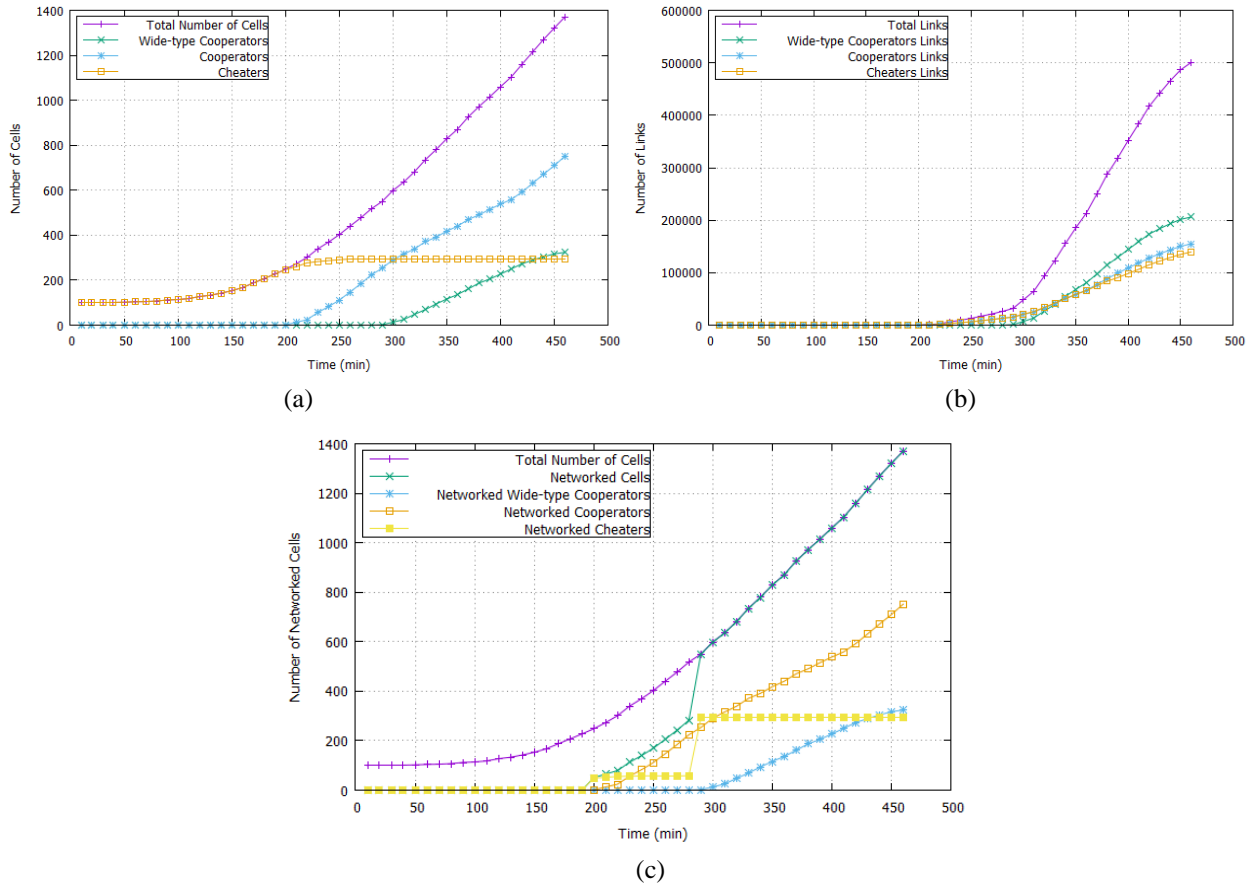 1400
1200
1000
800
600
400
200
0
0
50
100
150
200
250
300
350
400
450
500
Number of Cells
Time (min)
Total Number of Cells
Wide-type Cooperators
Cooperators
Cheaters
(a)
600000
500000
400000
300000
200000
100000
0
0
50
100
150
200
250
300
350
400
450
500
Number of Links
Time (min)
Total Links
Wide-type Cooperators Links
Cooperators Links
Cheaters Links
(b)
1400
1200
1000
800
600
400
200
0
0
50
100
150
200
250
300
350
400
450
500
Number of Networked Cells
Time (min)
Total Number of Cells
Networked Cells
Networked Wide-type Cooperators
Networked Cooperators
Networked Cheaters
(c)